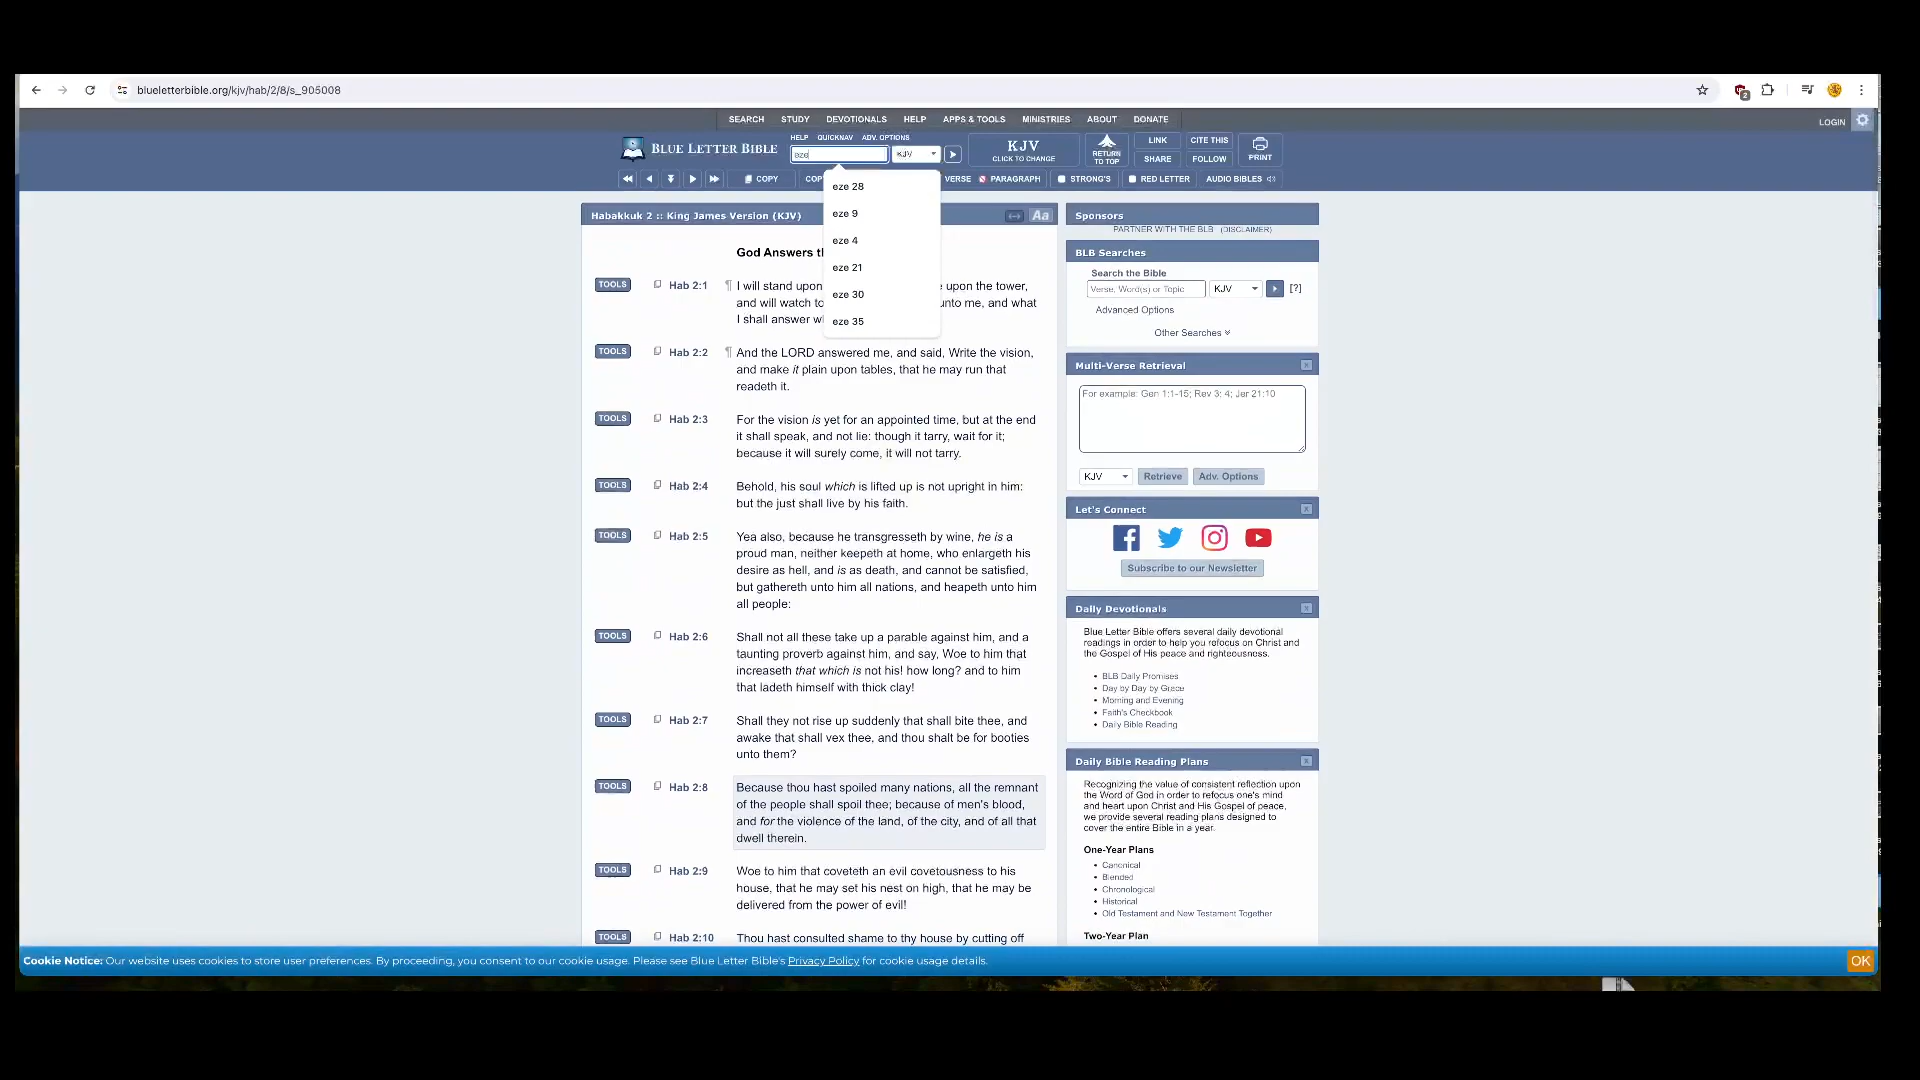 blueletterbible.org/kjv/hab/2/8/s_905008
2
SEARCH STUDY DEVOTIONALS HELP APPS & TOOLS MINISTRIES ABOUT DONATE
LOGIN
BLUE LETTER BIBLE
HELP QUICKNAV ADV. OPTIONS
eze
KJV
KJV
CLICK TO CHANGE
RETURN
TO TOP
LINK
CITE THIS
SHARE
FOLLOW
PRINT
COPY
COP
VERSE
PARAGRAPH
STRONG'S
RED LETTER
AUDIO BIBLES
eze 28
eze 9
eze 4
eze 21
eze 30
eze 35
Habakkuk 2 :: King James Version (KJV)
Aa
God Answers th
TOOLS Hab 2:1 ¶ I will stand upon upon the tower,
and will watch to unto me, and what
I shall answer w
TOOLS Hab 2:2 ¶ And the LORD answered me, and said, Write the vision,
and make it plain upon tables, that he may run that
readeth it.
TOOLS Hab 2:3 For the vision is yet for an appointed time, but at the end
it shall speak, and not lie: though it tarry, wait for it;
because it will surely come, it will not tarry.
TOOLS Hab 2:4 Behold, his soul which is lifted up is not upright in him:
but the just shall live by his faith.
TOOLS Hab 2:5 Yea also, because he transgresseth by wine, he is a
proud man, neither keepeth at home, who enlargeth his
desire as hell, and is as death, and cannot be satisfied,
but gathereth unto him all nations, and heapeth unto him
all people:
TOOLS Hab 2:6 Shall not all these take up a parable against him, and a
taunting proverb against him, and say, Woe to him that
increaseth that which is not his! how long? and to him
that ladeth himself with thick clay!
TOOLS Hab 2:7 Shall they not rise up suddenly that shall bite thee, and
awake that shall vex thee, and thou shalt be for booties
unto them?
TOOLS Hab 2:8 Because thou hast spoiled many nations, all the remnant
of the people shall spoil thee; because of men's blood,
and for the violence of the land, of the city, and of all that
dwell therein.
TOOLS Hab 2:9 Woe to him that coveteth an evil covetousness to his
house, that he may set his nest on high, that he may be
delivered from the power of evil!
TOOLS Hab 2:10 Thou hast consulted shame to thy house by cutting off
Sponsors
PARTNER WITH THE BLB (DISCLAIMER)
BLB Searches
Search the Bible
Verse, Word(s) or Topic KJV [?]
Advanced Options
Other Searches
Multi-Verse Retrieval
For example: Gen 1:1-15; Rev 3: 4; Jer 21:10
KJV Retrieve Adv. Options
Let's Connect
Subscribe to our Newsletter
Daily Devotionals
Blue Letter Bible offers several daily devotional
readings in order to help you refocus on Christ and
the Gospel of His peace and righteousness.
• BLB Daily Promises
• Day by Day by Grace
• Morning and Evening
• Faith's Checkbook
• Daily Bible Reading
Daily Bible Reading Plans
Recognizing the value of consistent reflection upon
the Word of God in order to refocus one's mind
and heart upon Christ and His Gospel of peace,
we provide several reading plans designed to
cover the entire Bible in a year.
One-Year Plans
• Canonical
• Blended
• Chronological
• Historical
• Old Testament and New Testament Together
Two-Year Plan
Cookie Notice: Our website uses cookies to store user preferences. By proceeding, you consent to our cookie usage. Please see Blue Letter Bible's Privacy Policy for cookie usage details.
OK